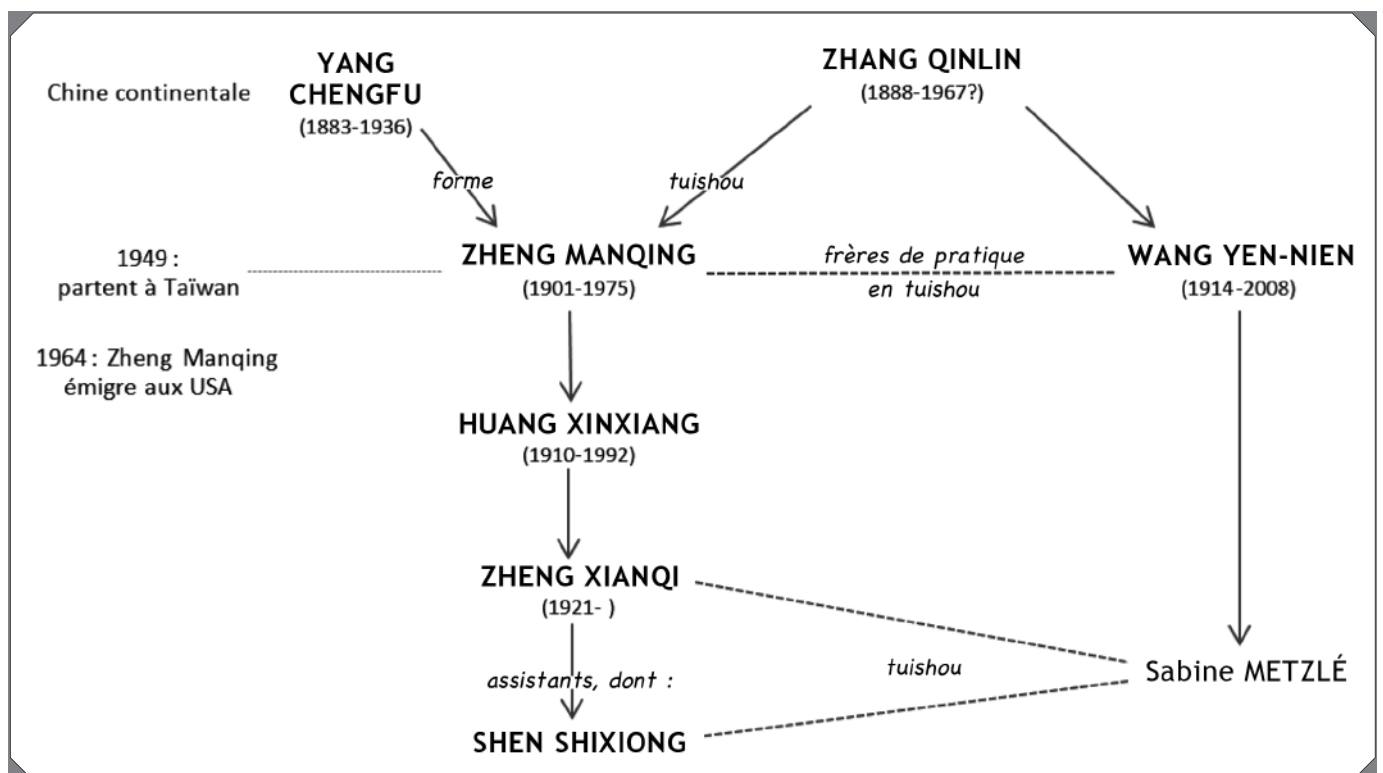 YANG
CHENGFU
(1883-1936)
ZHANG QINLIN
(1888-1967?)
Chine continentale
forme
tuishou
1949 :
partent à Taïwan
ZHENG MANQING
(1901-1975)
frères de pratique
en tuishou
WANG YEN-NIEN
(1914-2008)
1964 : Zheng Manqing
émigre aux USA
HUANG XINXIANG
(1910-1992)
ZHENG XIANQI
(1921- )
assistants, dont :
tuishou
Sabine METZLÉ
SHEN SHIXIONG